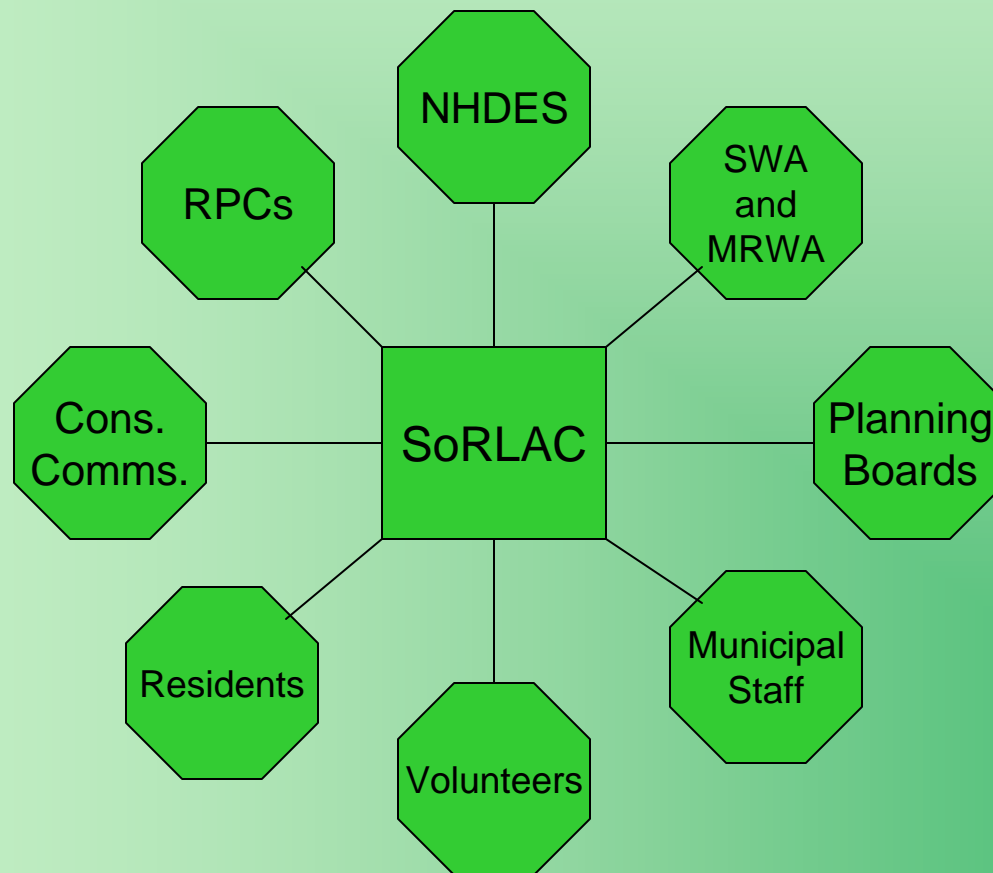 NHDES
RPCs
SWA
and
MRWA
Cons.
Comms.
SoRLAC
Planning
Boards
Residents
Municipal
Staff
Volunteers